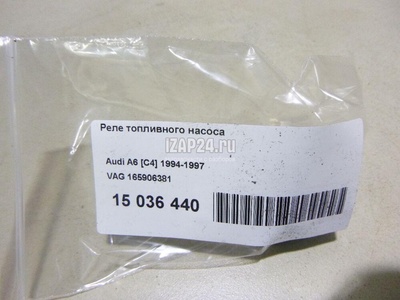 Реле топливного насоса
IZAP24.ru
Audi A6 [C4] 1994-1997
VAG 165906381
15 036 440